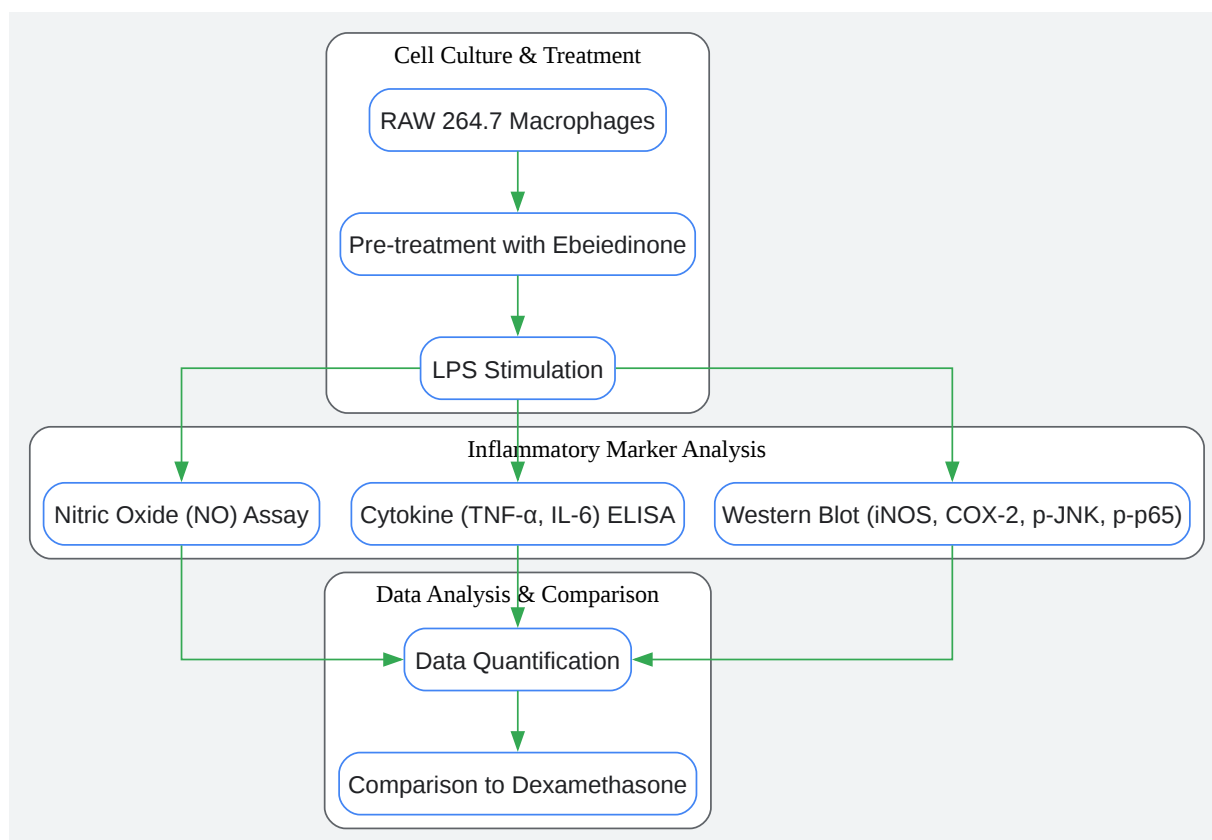 Cell Culture & Treatment
RAW 264.7 Macrophages
Pre-treatment with Ebeiedinone
LPS Stimulation
Inflammatory Marker Analysis
Nitric Oxide (NO) Assay
Cytokine (TNF-α, IL-6) ELISA
Western Blot (iNOS, COX-2, p-JNK, p-p65)
Data Analysis & Comparison
Data Quantification
Comparison to Dexamethasone